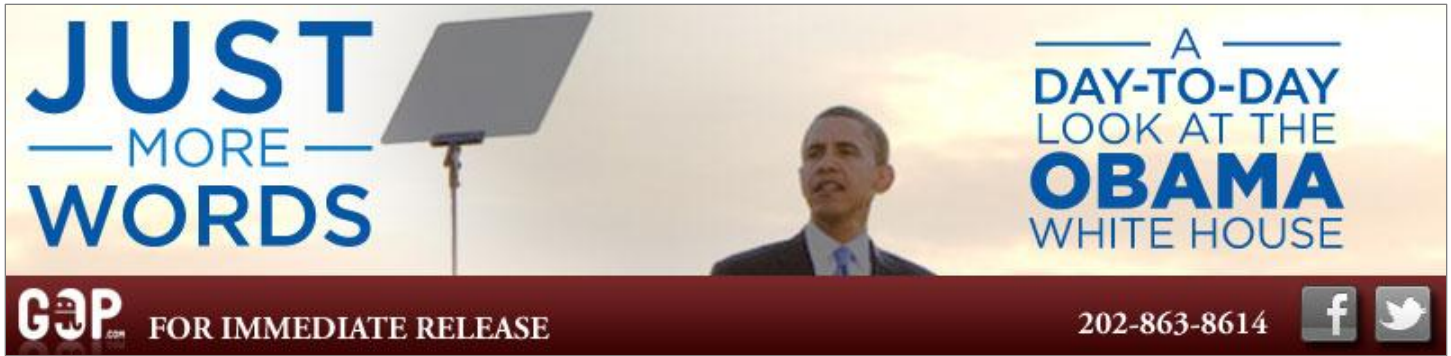 JUST
MORE
WORDS
A
DAY-TO-DAY
LOOK AT THE
OBAMA
WHITE HOUSE
GOP.COM
FOR IMMEDIATE RELEASE
202-863-8614
f